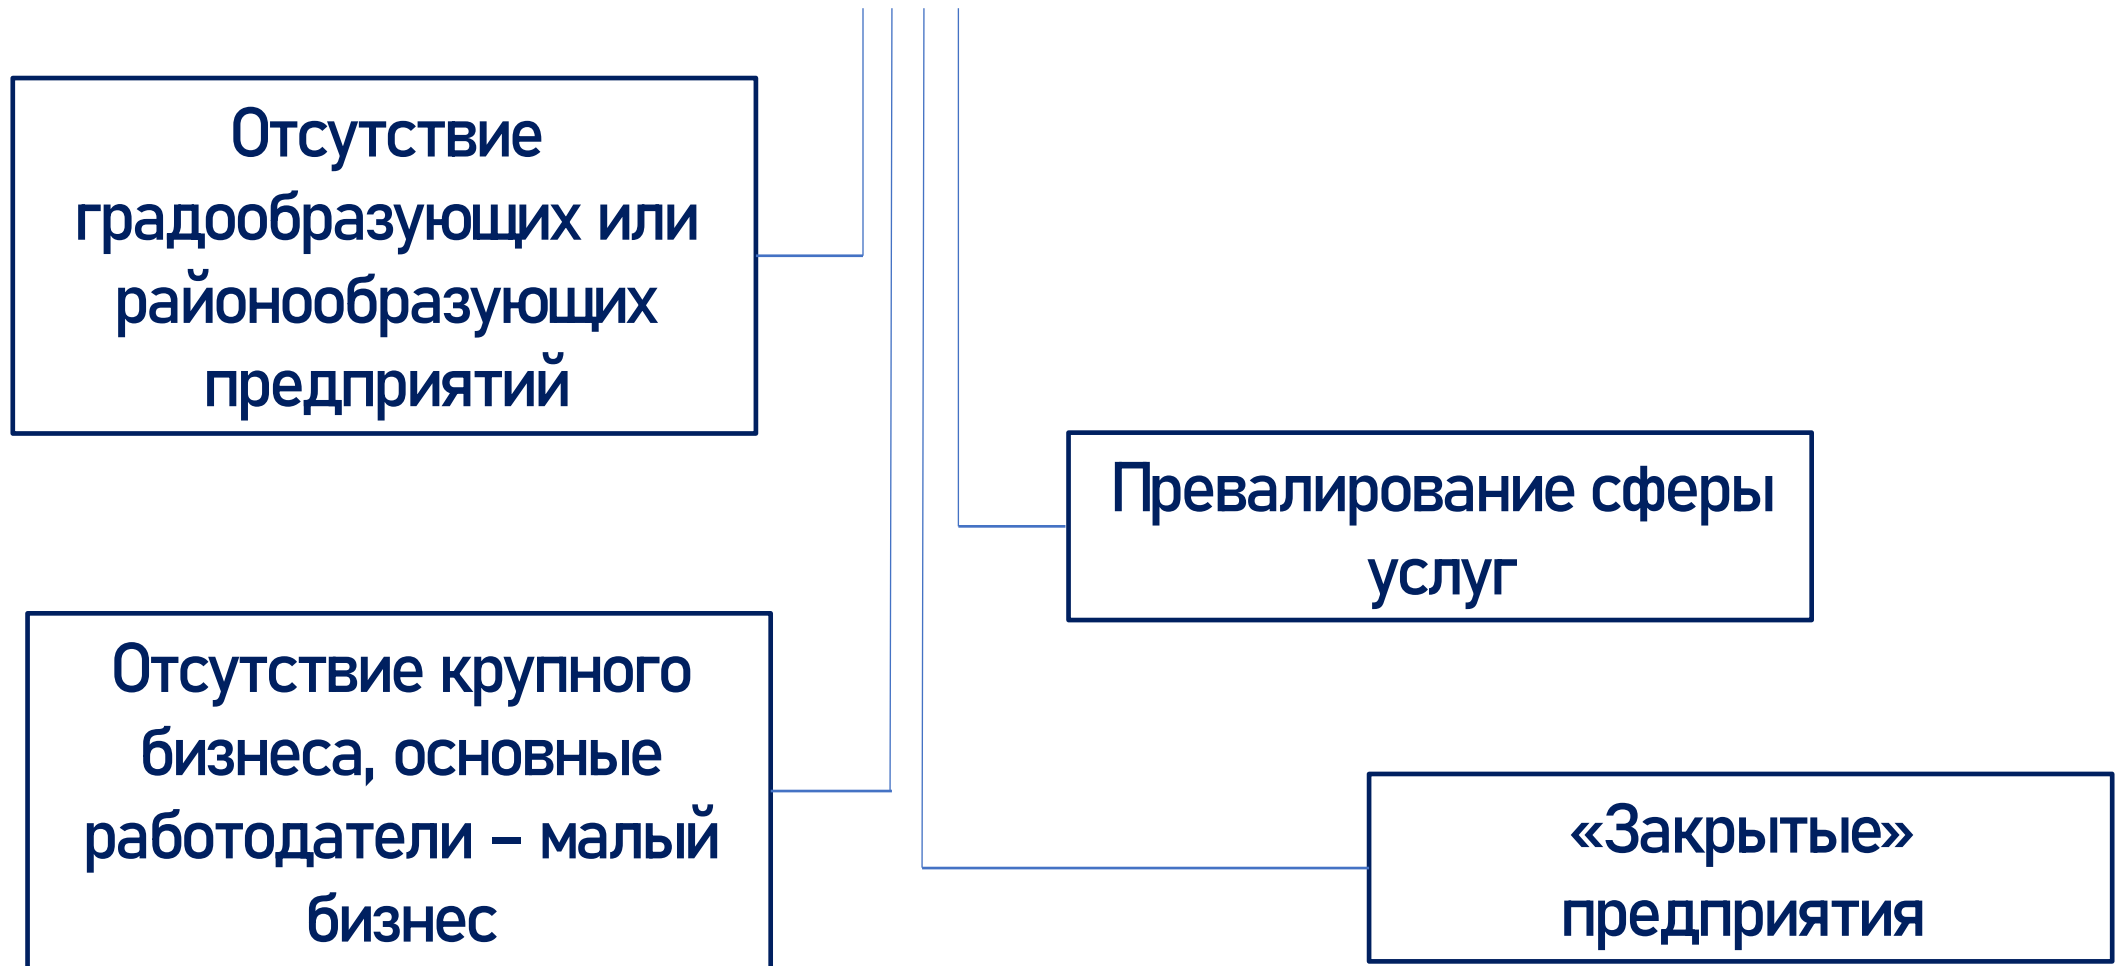 Отсутствие
градообразующих или
районообразующих
предприятий
Превалирование сферы
услуг
Отсутствие крупного
бизнеса, основные
работодатели – малый
бизнес
«Закрытые»
предприятия